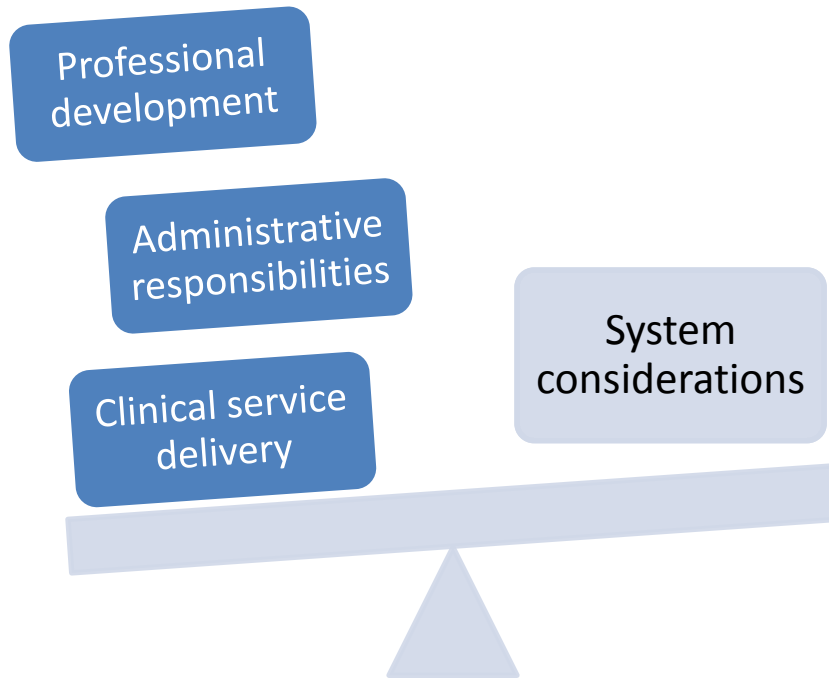 Professional
development
Administrative
responsibilities
Clinical service
delivery
System
considerations